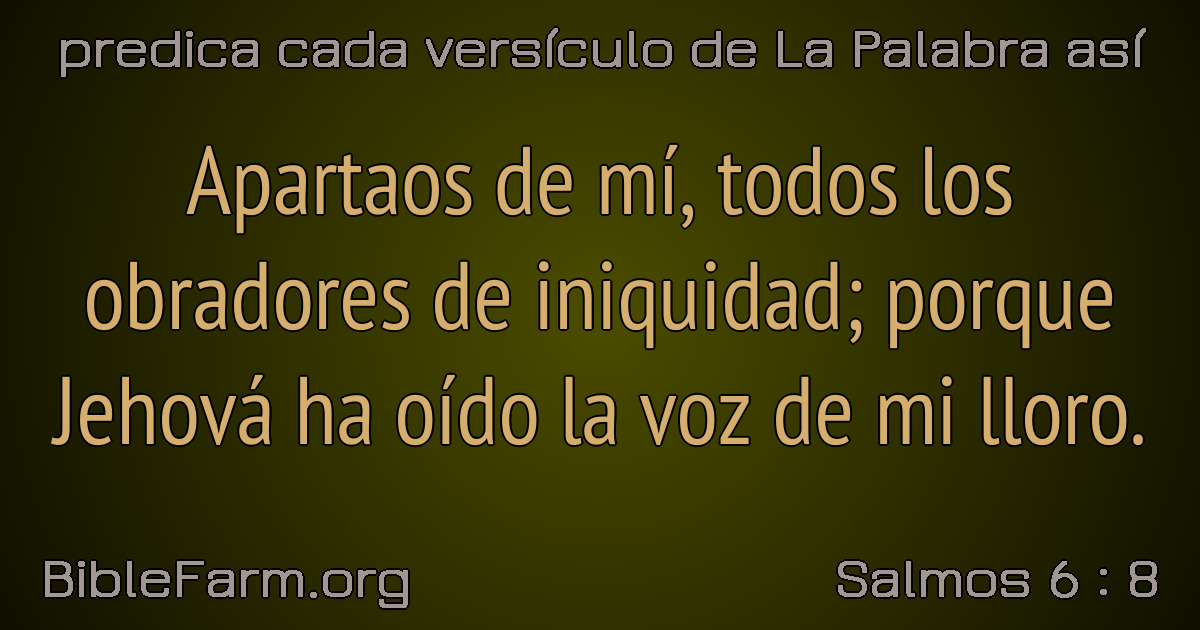 predica cada versículo de La Palabra así
Apartaos de mí, todos los
obradores de iniquidad; porque
Jehová ha oído la voz de mi lloro.
BibleFarm.org
Salmos 6 : 8